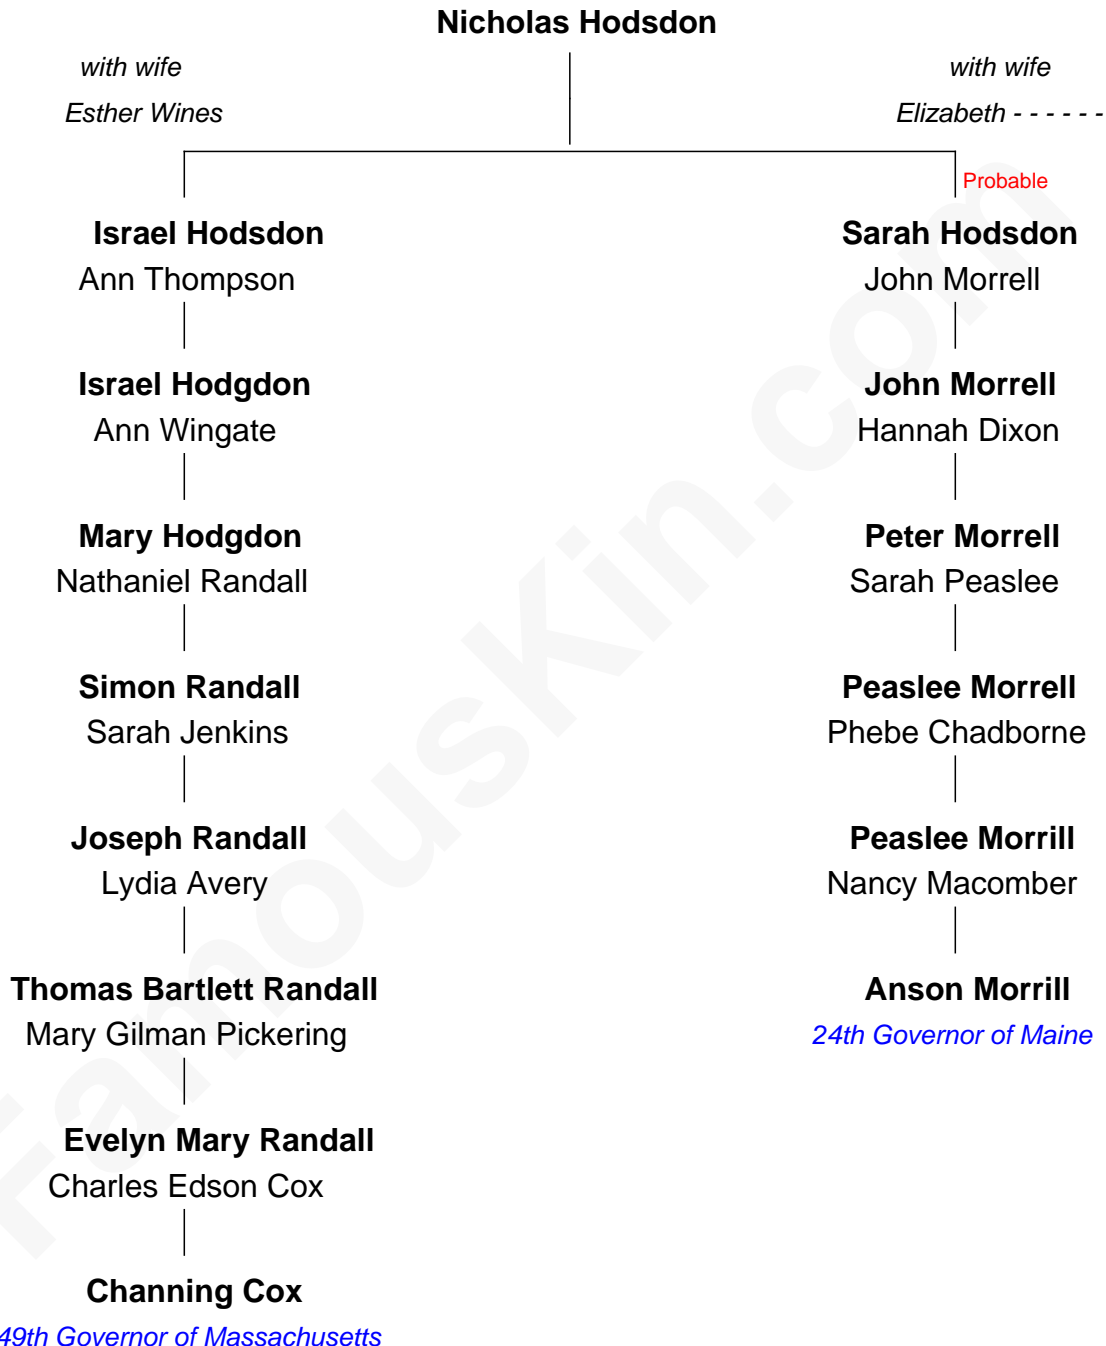 Nicholas Hodsdon
with wife
Esther Wines
with wife
Elizabeth - - - - - -
Probable
Israel Hodsdon
Ann Thompson
Israel Hodgdon
Ann Wingate
Mary Hodgdon
Nathaniel Randall
Simon Randall
Sarah Jenkins
Joseph Randall
Lydia Avery
Thomas Bartlett Randall
Mary Gilman Pickering
Evelyn Mary Randall
Charles Edson Cox
Channing Cox
49th Governor of Massachusetts
Sarah Hodsdon
John Morrell
John Morrell
Hannah Dixon
Peter Morrell
Sarah Peaslee
Peaslee Morrell
Phebe Chadborne
Peaslee Morrill
Nancy Macomber
Anson Morrill
24th Governor of Maine
FamousKin.com